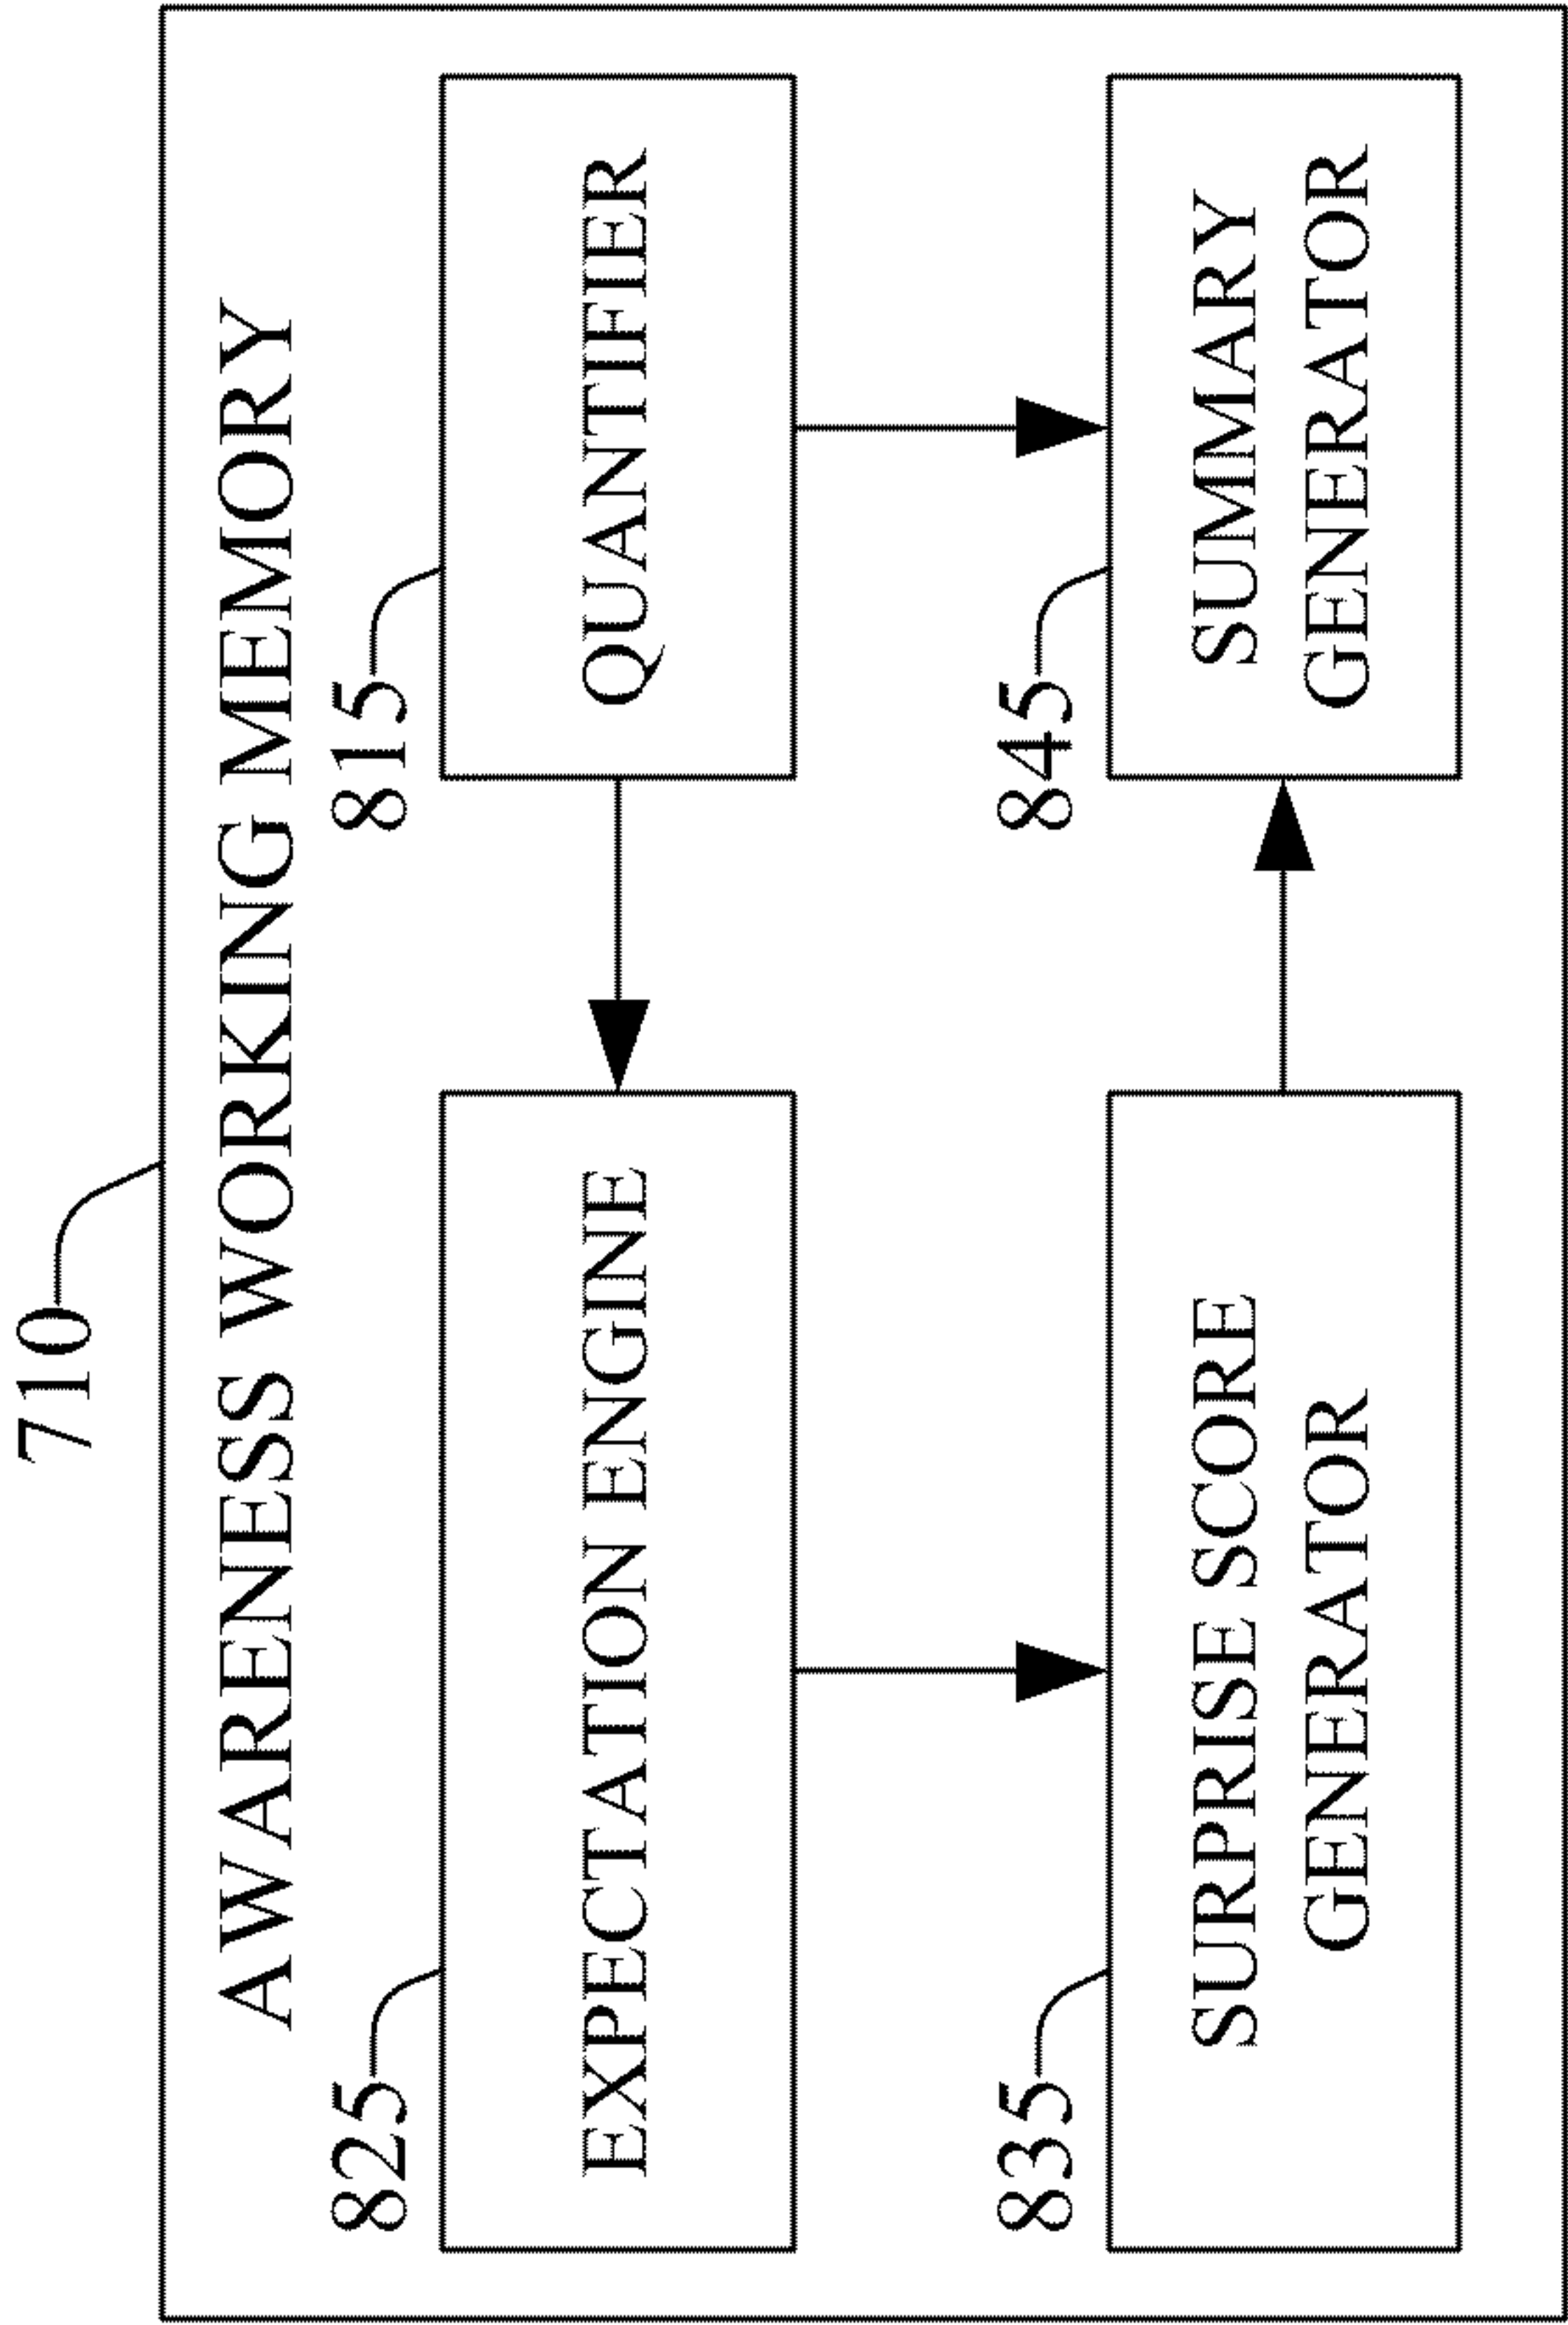 710
AWARENESS WORKING MEMORY
825
EXPECTATION ENGINE
815
QUANTIFIER
835
SURPRISE SCORE
GENERATOR
845
SUMMARY
GENERATOR